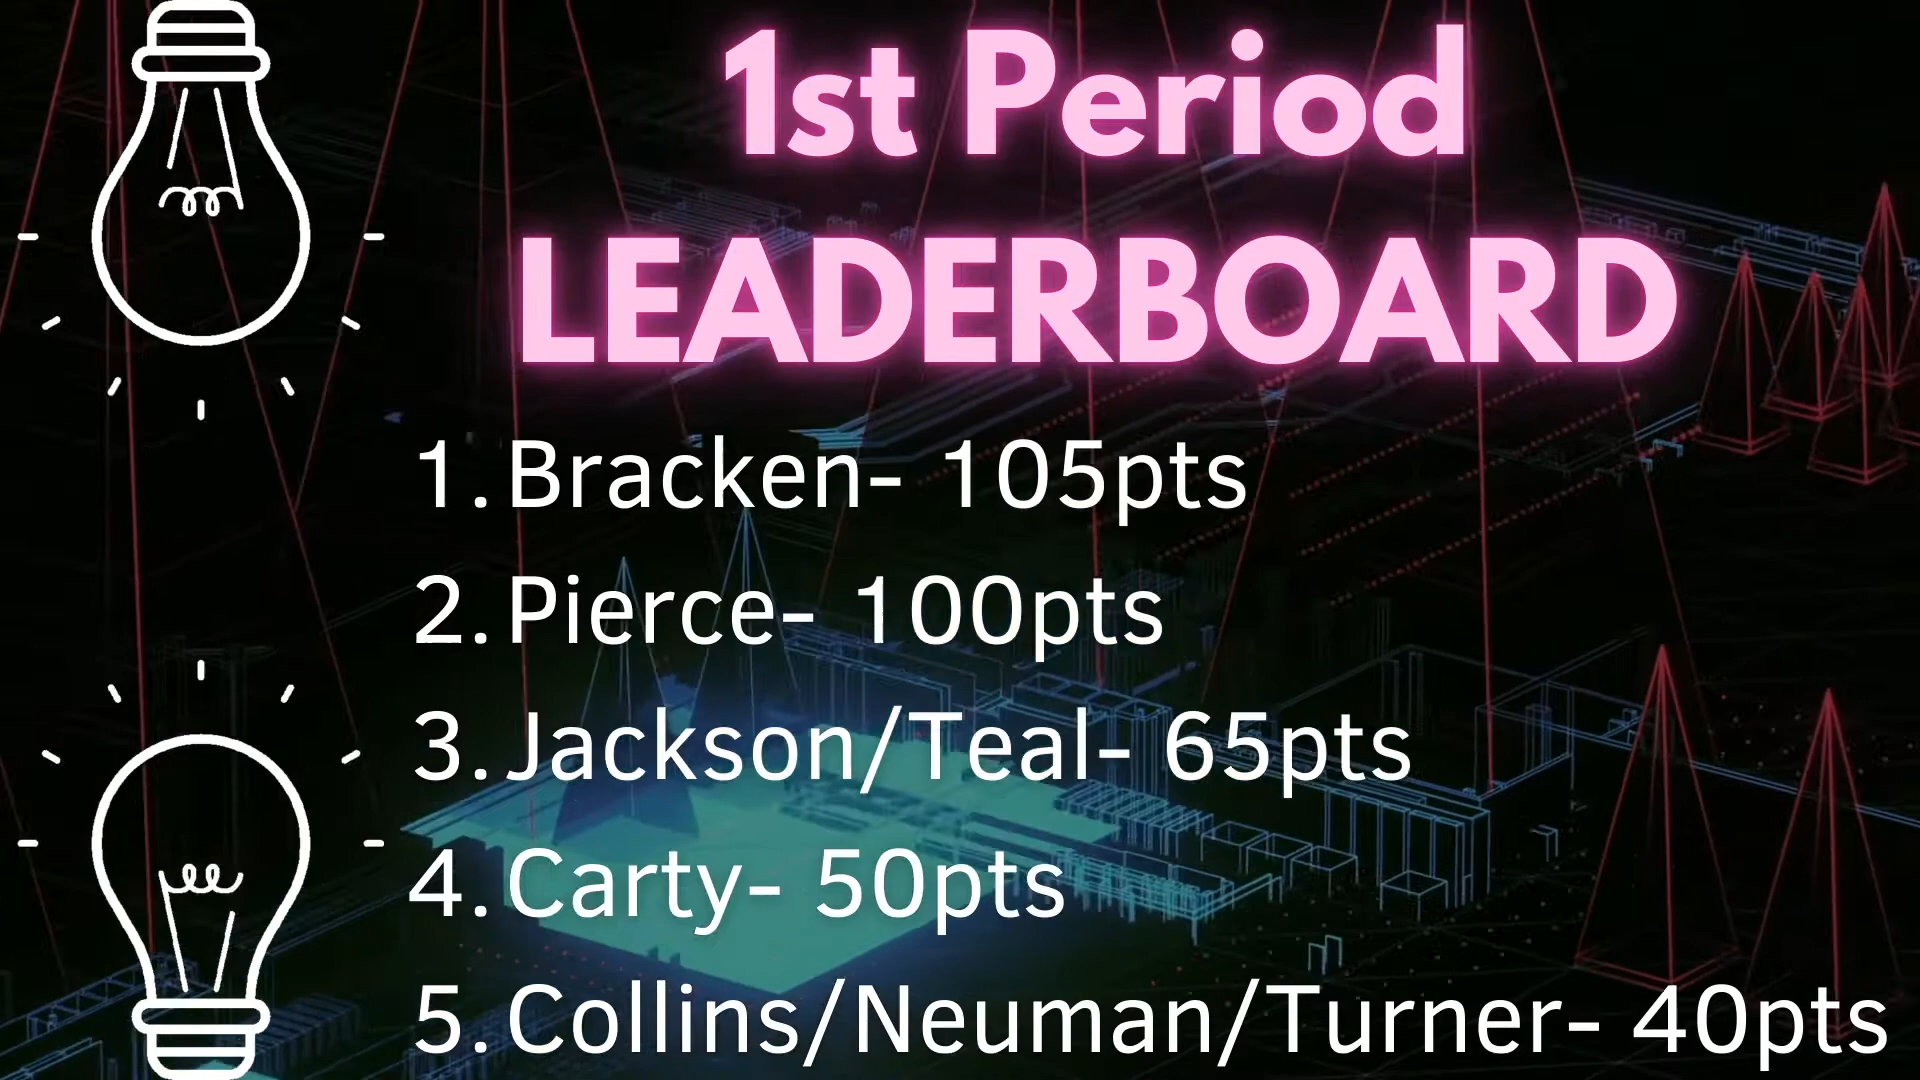 1st Period
LEADERBOARD
1. Bracken- 105pts
2. Pierce- 100pts
3. Jackson/Teal- 65pts
4. Carty- 50pts
5. Collins/Neuman/Turner- 40pts